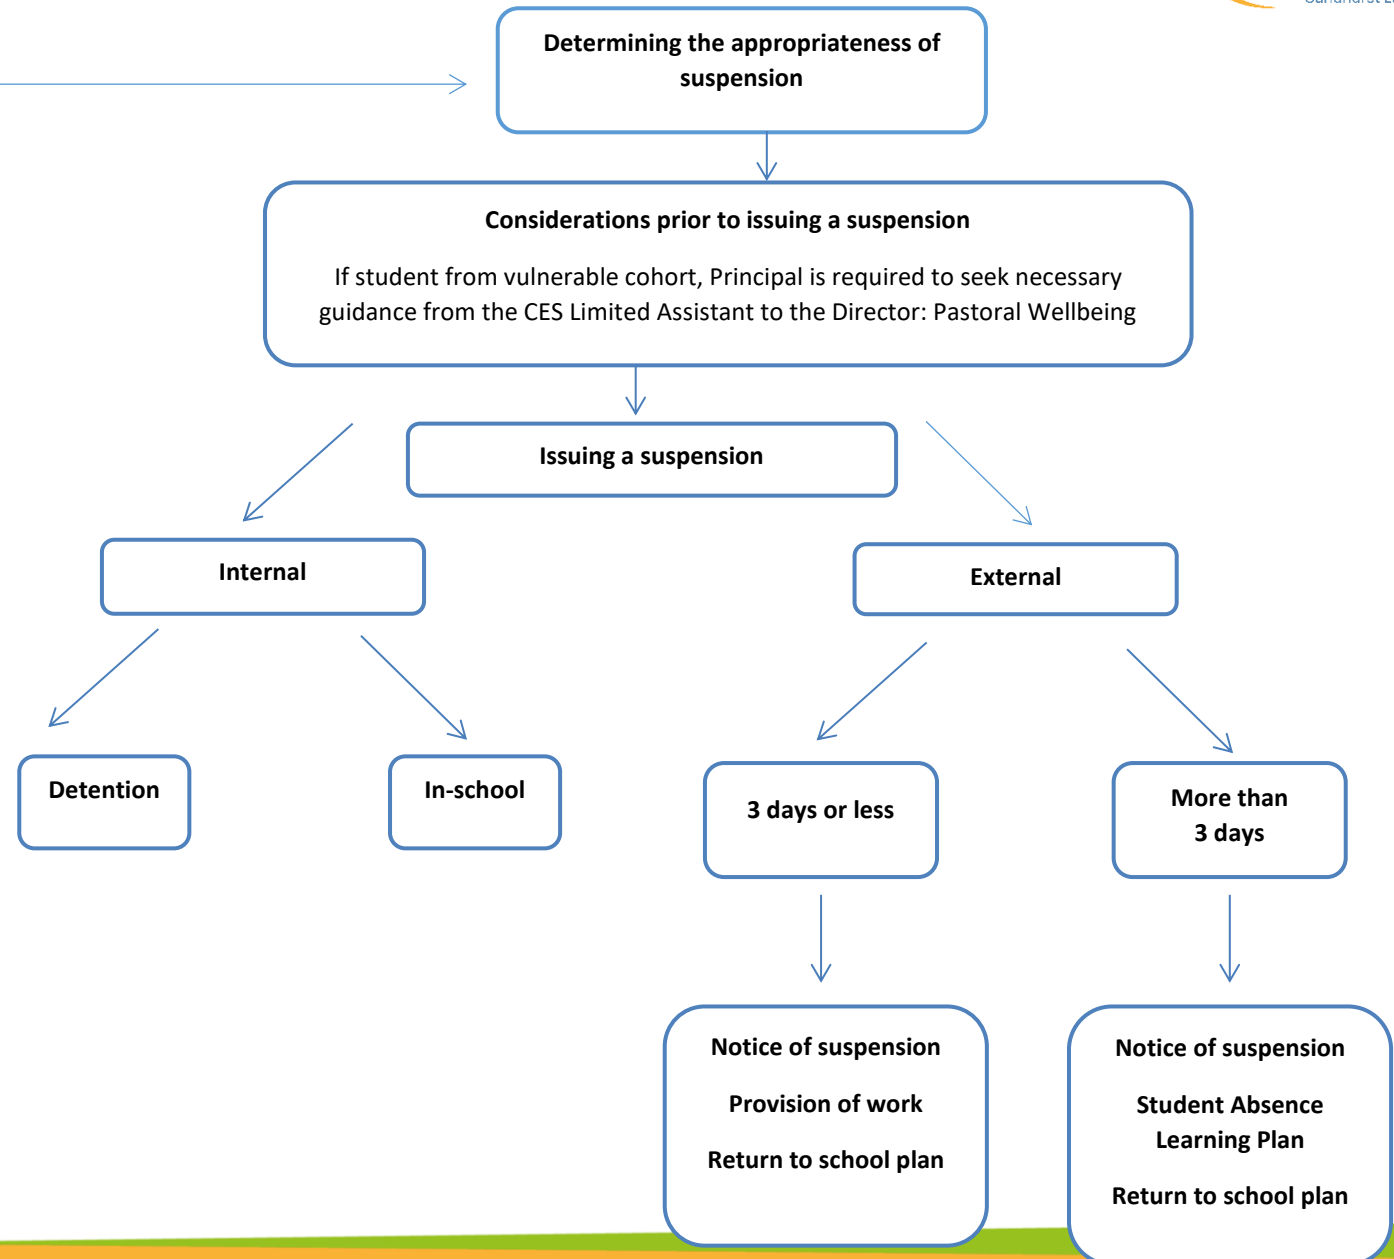 Determining the appropriateness of
suspension
Considerations prior to issuing a suspension
If student from vulnerable cohort, Principal is required to seek necessary
guidance from the CES Limited Assistant to the Director: Pastoral Wellbeing
Issuing a suspension
Internal
External
Detention
In-school
3 days or less
More than
3 days
Notice of suspension
Provision of work
Return to school plan
Notice of suspension
Student Absence
Learning Plan
Return to school plan